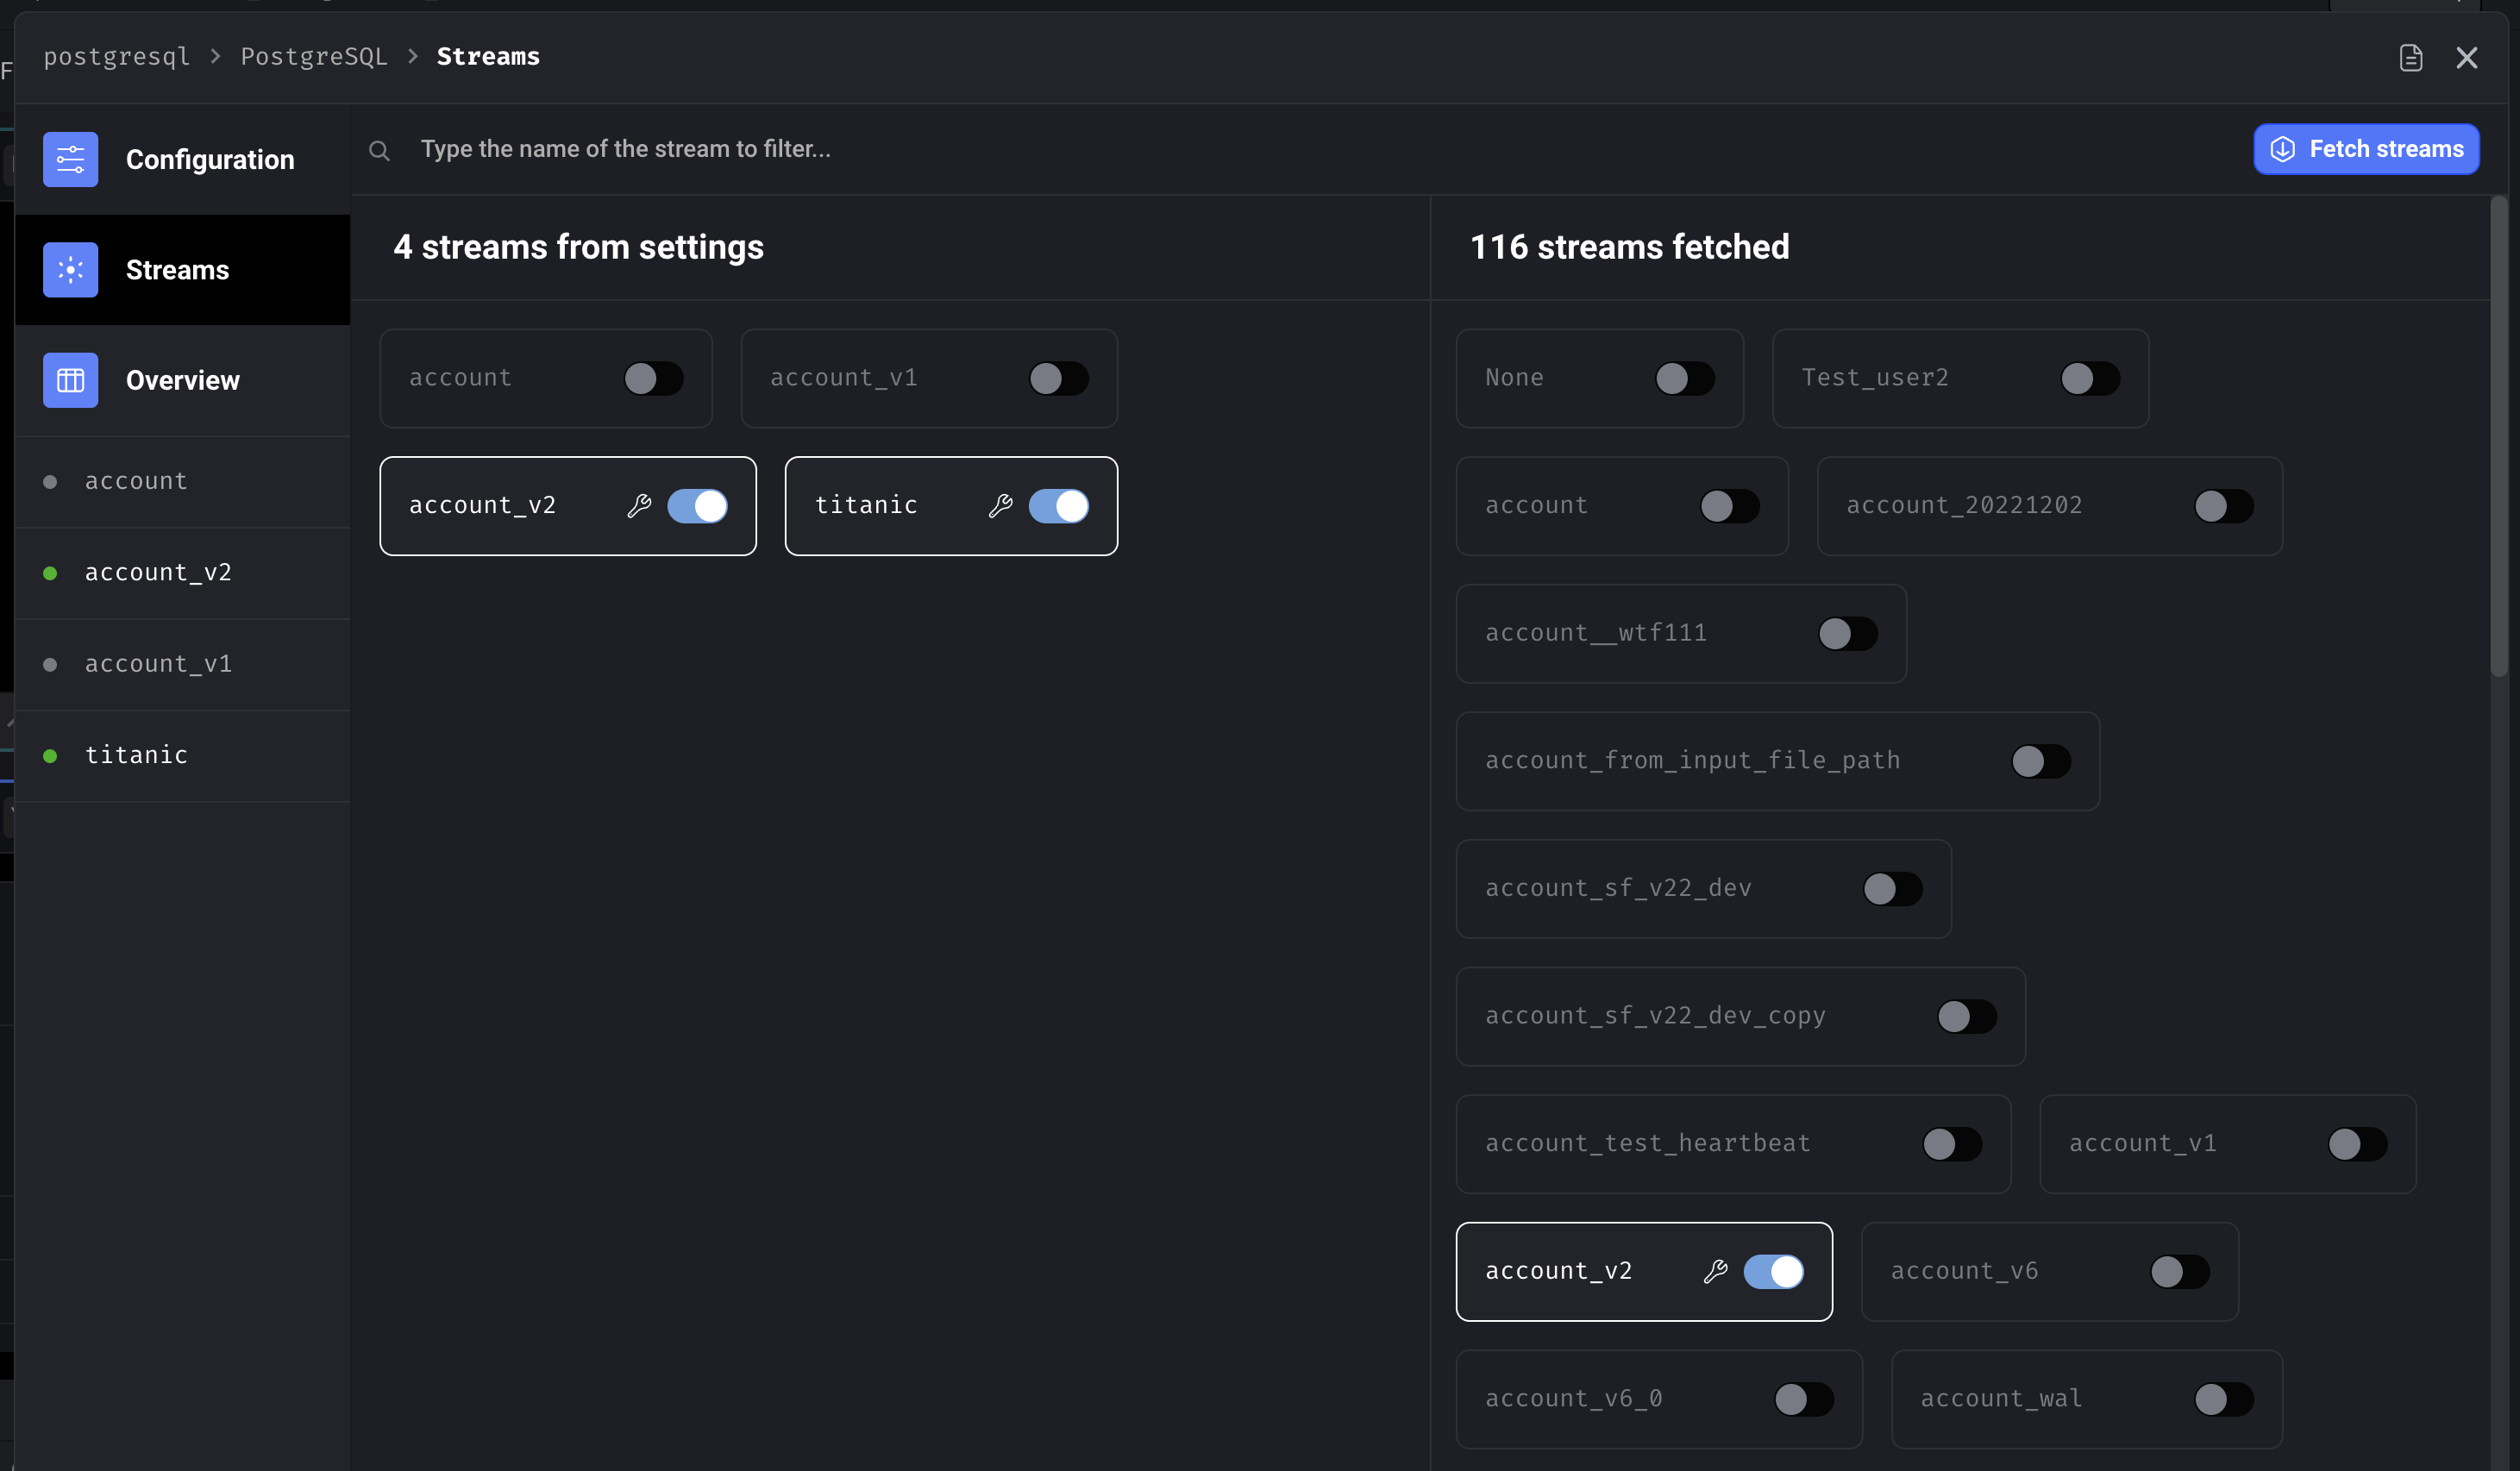 postgresql > PostgreSQL > Streams
Configuration
Streams
Overview
account
account_v2
account_v1
titanic
Type the name of the stream to filter...
Fetch streams
4 streams from settings
account
account_v1
account_v2
titanic
116 streams fetched
None
Test_user2
account
account_20221202
account__wtf111
account_from_input_file_path
account_sf_v22_dev
account_sf_v22_dev_copy
account_test_heartbeat
account_v1
account_v2
account_v6
account_v6_0
account_wal